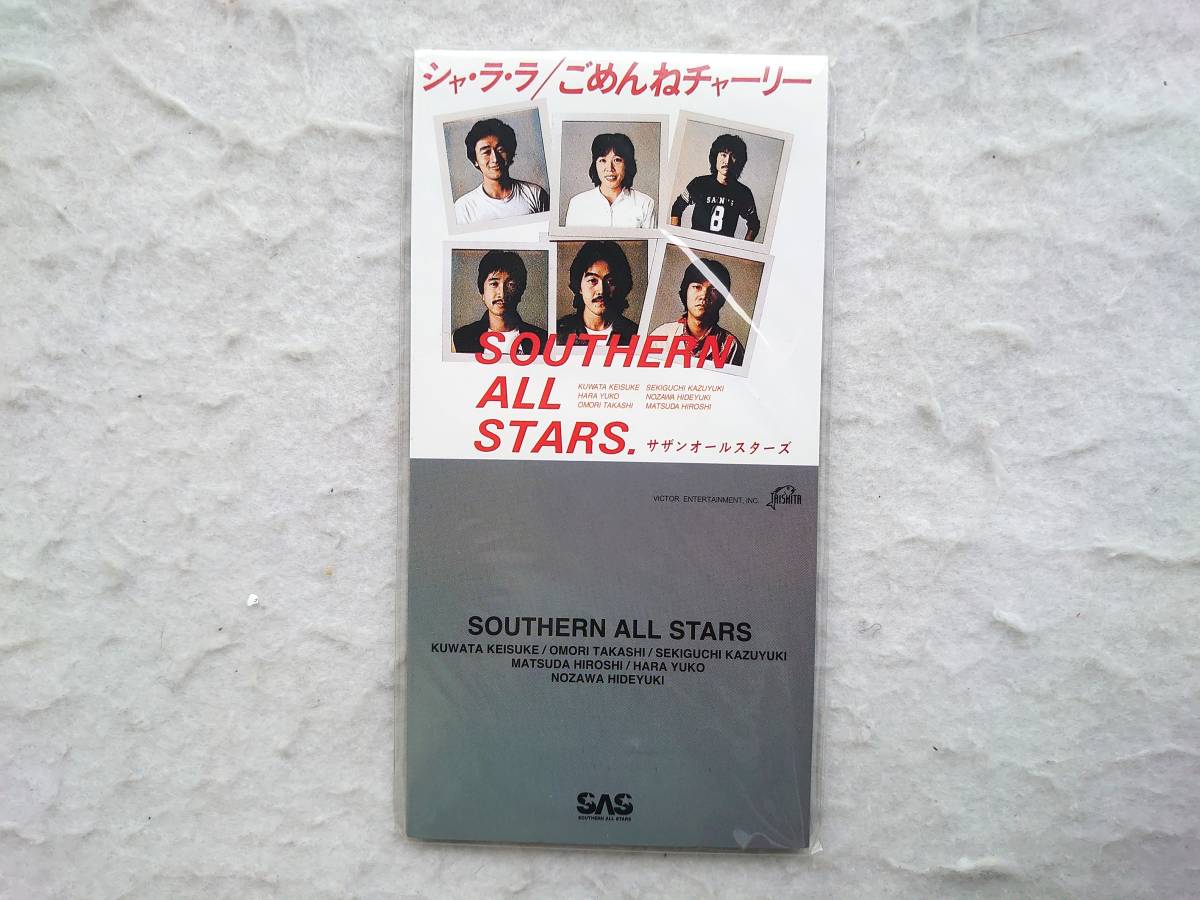 シャ・ラ・ラ/ごめんねチャーリー
SAINTS
8
SOUTHERN
ALL
STARS.
KUWATA KEISUKE SEKIGUCHI KAZUYUKI
HARA YUKO NOZAWA HIDEYUKI
OMORI TAKASHI MATSUDA HIROSHI
サザンオールスターズ
VICTOR ENTERTAINMENT, INC. TAISHITA
SOUTHERN ALL STARS
KUWATA KEISUKE / OMORI TAKASHI / SEKIGUCHI KAZUYUKI
MATSUDA HIROSHI / HARA YUKO
NOZAWA HIDEYUKI
SAS
SOUTHERN ALL STARS